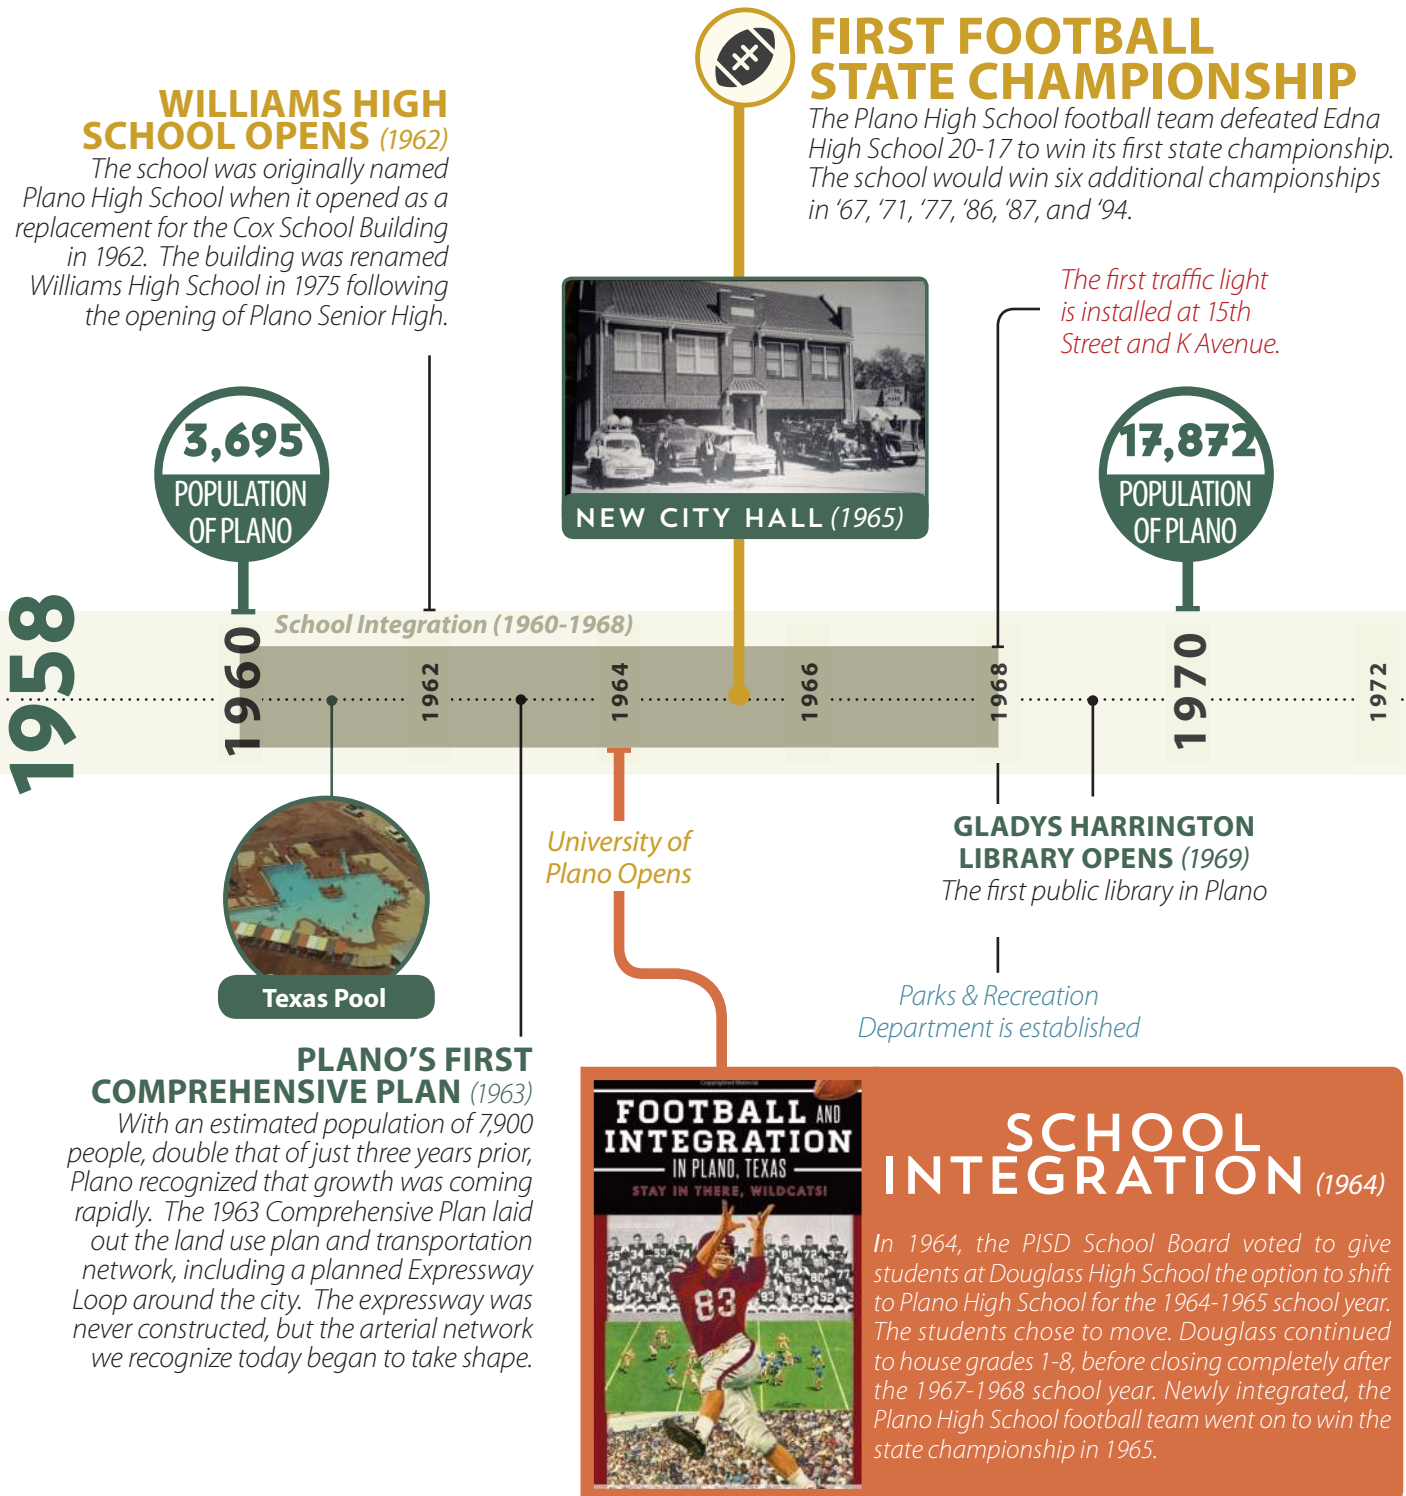 FIRST FOOTBALL
STATE CHAMPIONSHIP
The Plano High School football team defeated Edna
High School 20-17 to win its first state championship.
The school would win six additional championships
in ‘67, ‘71, ‘77, ‘86, ‘87, and ‘94.
WILLIAMS HIGH
SCHOOL OPENS (1962)
The school was originally named
Plano High School when it opened as a
replacement for the Cox School Building
in 1962. The building was renamed
Williams High School in 1975 following
the opening of Plano Senior High.
The first traffic light
is installed at 15th
Street and K Avenue.
3,695
POPULATION
OF PLANO
NEW CITY HALL (1965)
17,872
POPULATION
OF PLANO
1958
School Integration (1960-1968)
1960
1962
1964
1966
1968
1970
1972
Texas Pool
University of
Plano Opens
GLADYS HARRINGTON
LIBRARY OPENS (1969)
The first public library in Plano
Parks & Recreation
Department is established
PLANO’S FIRST
COMPREHENSIVE PLAN (1963)
With an estimated population of 7,900
people, double that of just three years prior,
Plano recognized that growth was coming
rapidly. The 1963 Comprehensive Plan laid
out the land use plan and transportation
network, including a planned Expressway
Loop around the city. The expressway was
never constructed, but the arterial network
we recognize today began to take shape.
Copyrighted Material
FOOTBALL AND
INTEGRATION
IN PLANO, TEXAS
STAY IN THERE, WILDCATS!
83
SCHOOL
INTEGRATION (1964)
In 1964, the PISD School Board voted to give
students at Douglass High School the option to shift
to Plano High School for the 1964-1965 school year.
The students chose to move. Douglass continued
to house grades 1-8, before closing completely after
the 1967-1968 school year. Newly integrated, the
Plano High School football team went on to win the
state championship in 1965.